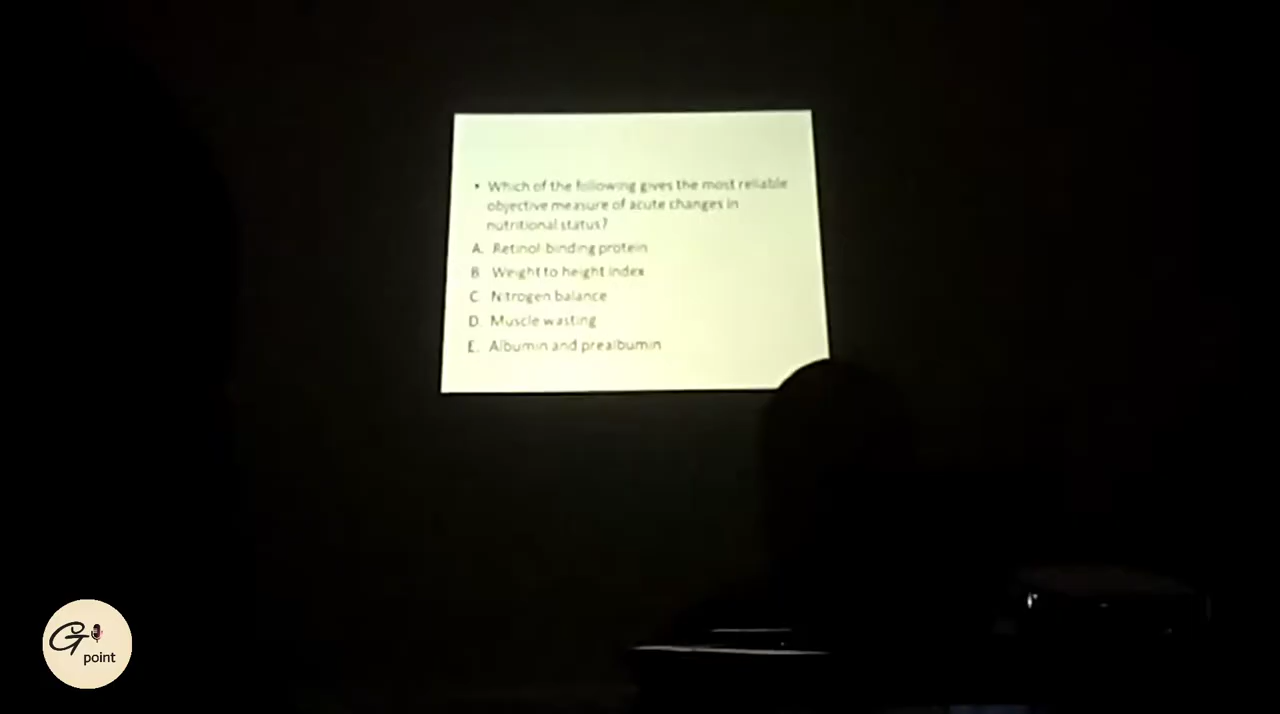 • Which of the following gives the most reliable
objective measure of acute changes in
nutritional status?
A. Retinol binding protein
B. Weight to height index
C. Nitrogen balance
D. Muscle wasting
E. Albumin and prealbumin
G point